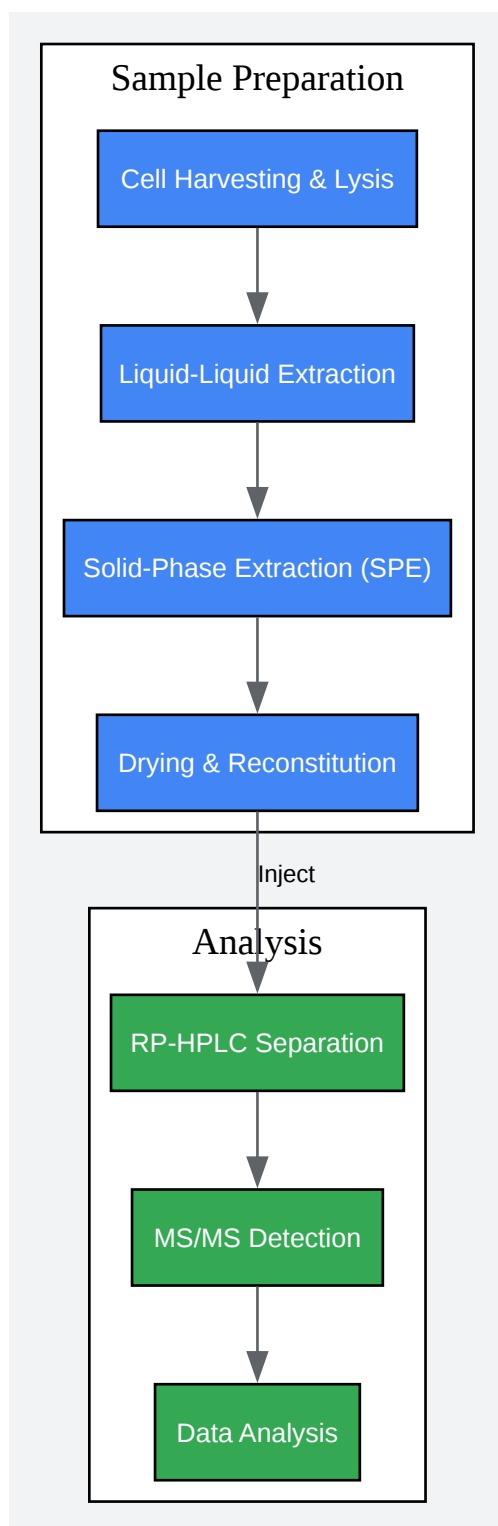 Sample Preparation
Cell Harvesting & Lysis
Liquid-Liquid Extraction
Solid-Phase Extraction (SPE)
Drying & Reconstitution
Inject
Analysis
RP-HPLC Separation
MS/MS Detection
Data Analysis